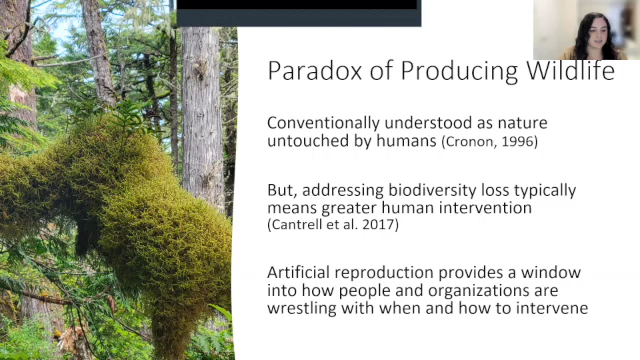 Paradox of Producing Wildlife
Conventionally understood as nature
untouched by humans (Cronon, 1996)
But, addressing biodiversity loss typically
means greater human intervention
(Cantrell et al. 2017)
Artificial reproduction provides a window
into how people and organizations are
wrestling with when and how to intervene